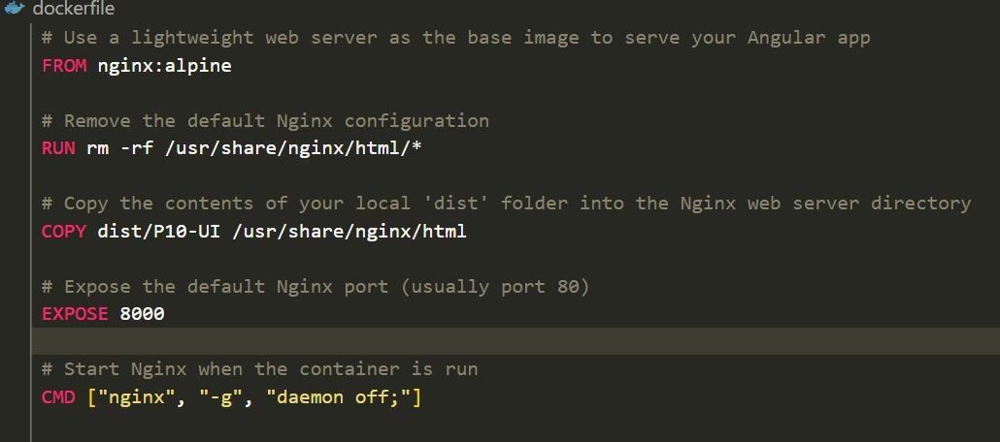 dockerfile
# Use a lightweight web server as the base image to serve your Angular app
FROM nginx:alpine
# Remove the default Nginx configuration
RUN rm -rf /usr/share/nginx/html/*
# Copy the contents of your local 'dist' folder into the Nginx web server directory
COPY dist/P10-UI /usr/share/nginx/html
# Expose the default Nginx port (usually port 80)
EXPOSE 8000
# Start Nginx when the container is run
CMD ["nginx", "-g", "daemon off;"]